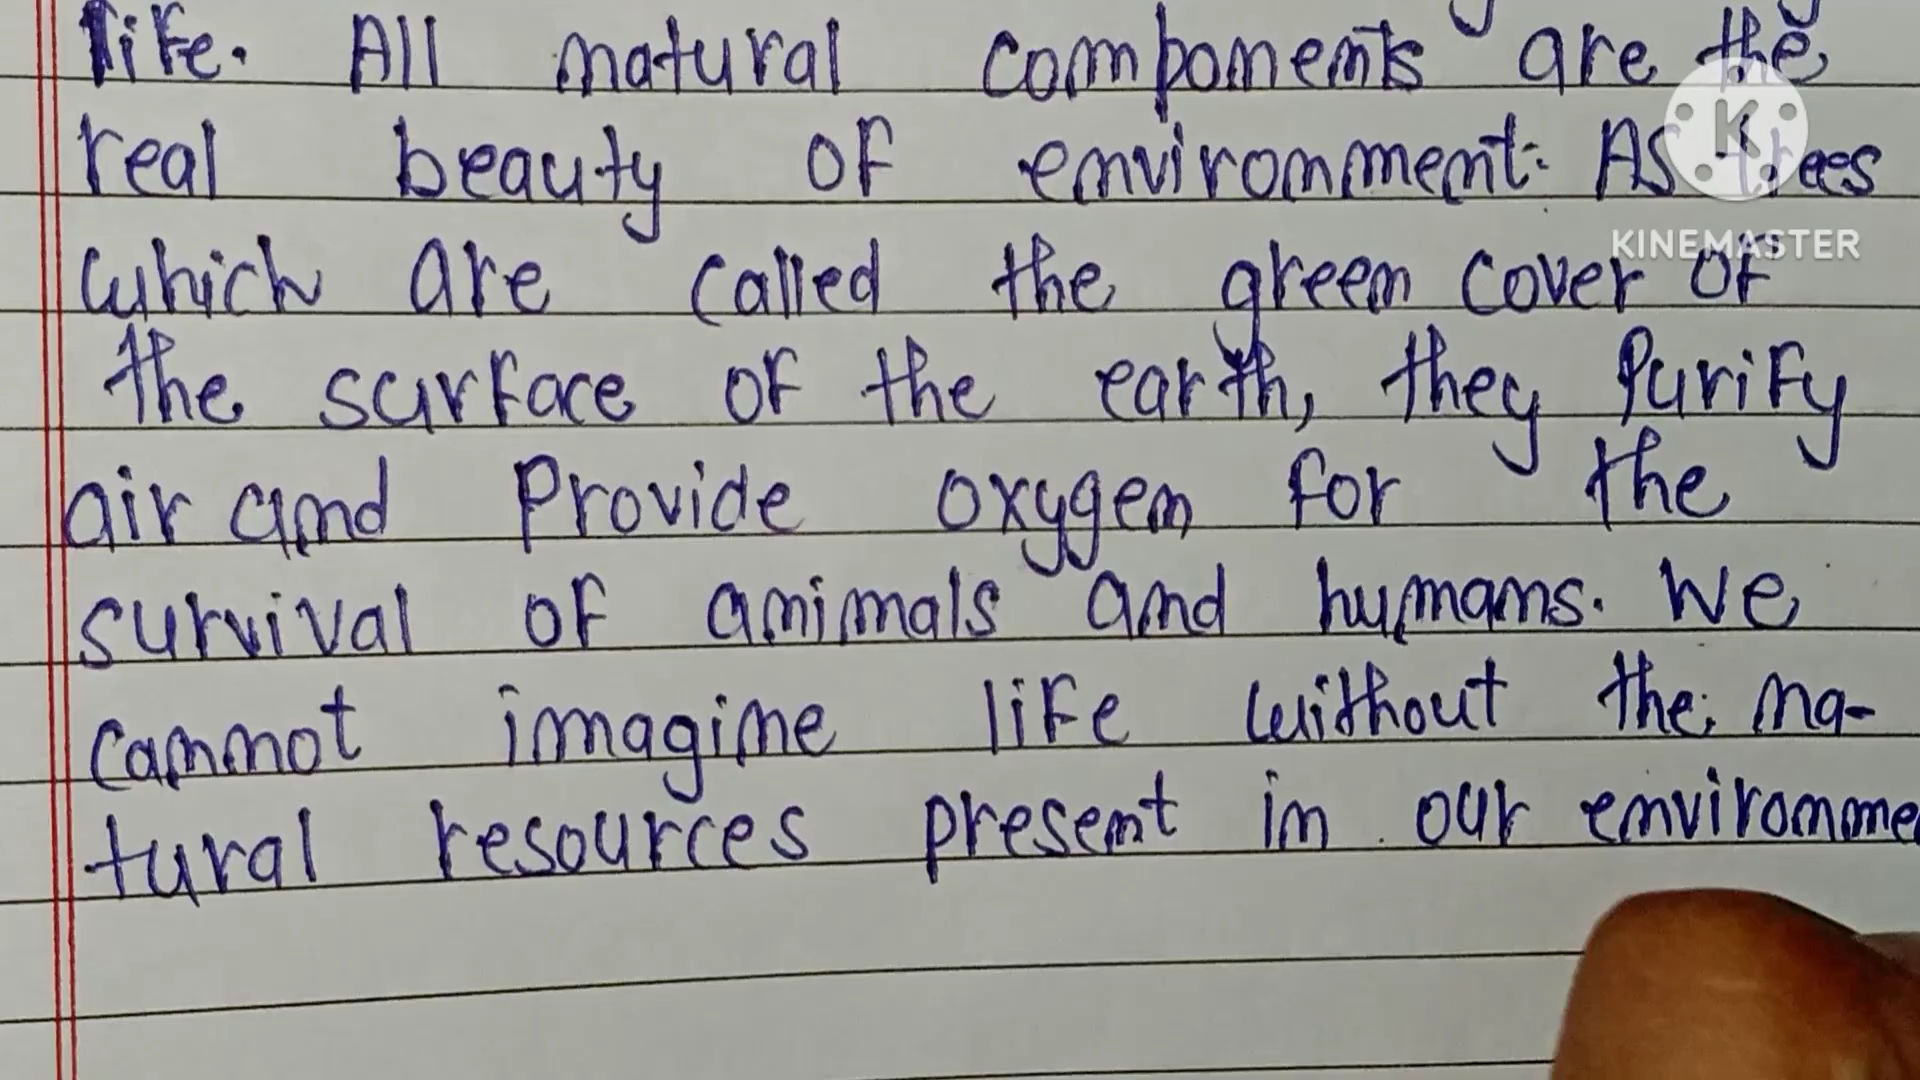 life. All natural components are the
real beauty of environment. As trees
which are called the green cover of
the surface of the earth, they purify
air and provide oxygen for the
survival of animals and humans. We
cannot imagine life without the na-
tural resources present in our environme
KINEMASTER